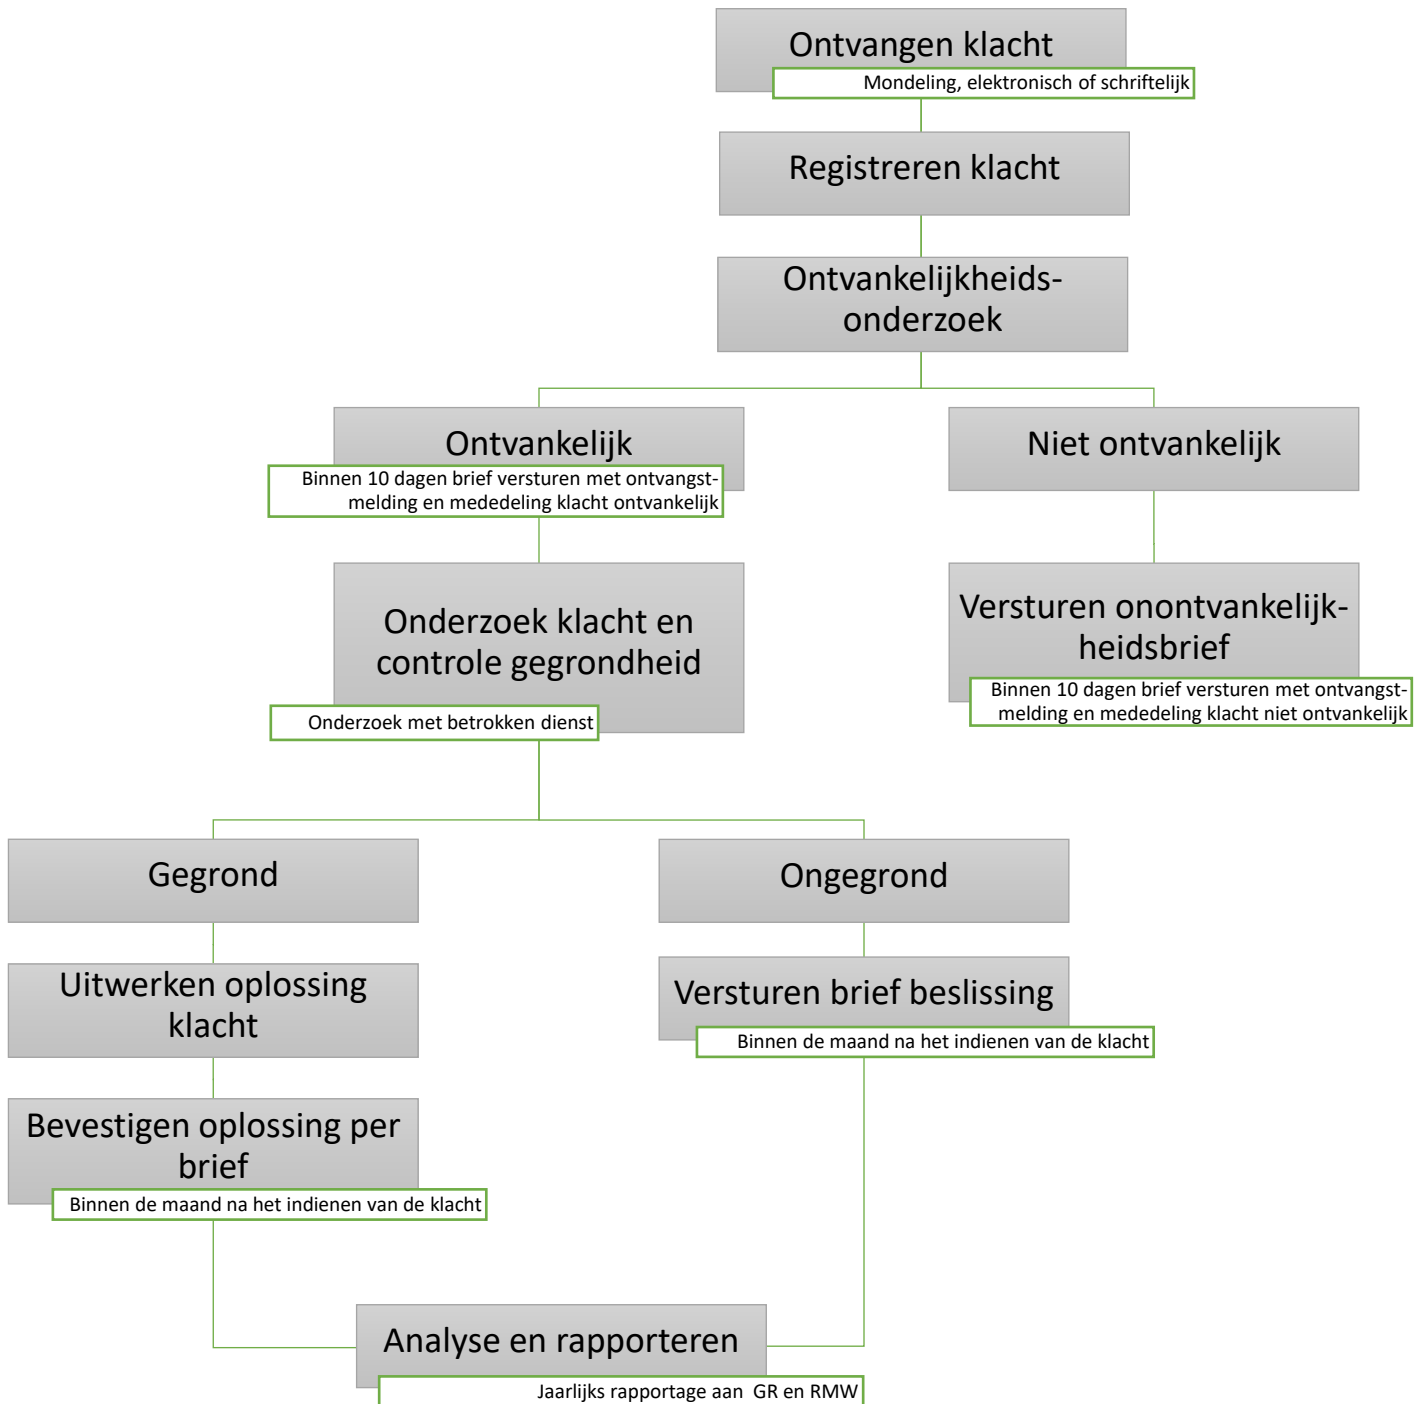 Ontvangen klacht
Mondeling, elektronisch of schriftelijk
Registreren klacht
Ontvankelijkheids-
onderzoek
Ontvankelijk
Binnen 10 dagen brief versturen met ontvangst-
melding en mededeling klacht ontvankelijk
Niet ontvankelijk
Onderzoek klacht en
controle gegrondheid
Onderzoek met betrokken dienst
Versturen onontvankelijk-
heidsbrief
Binnen 10 dagen brief versturen met ontvangst-
melding en mededeling klacht niet ontvankelijk
Gegrond
Ongegrond
Uitwerken oplossing
klacht
Versturen brief beslissing
Binnen de maand na het indienen van de klacht
Bevestigen oplossing per
brief
Binnen de maand na het indienen van de klacht
Analyse en rapporteren
Jaarlijks rapportage aan  GR en RMW